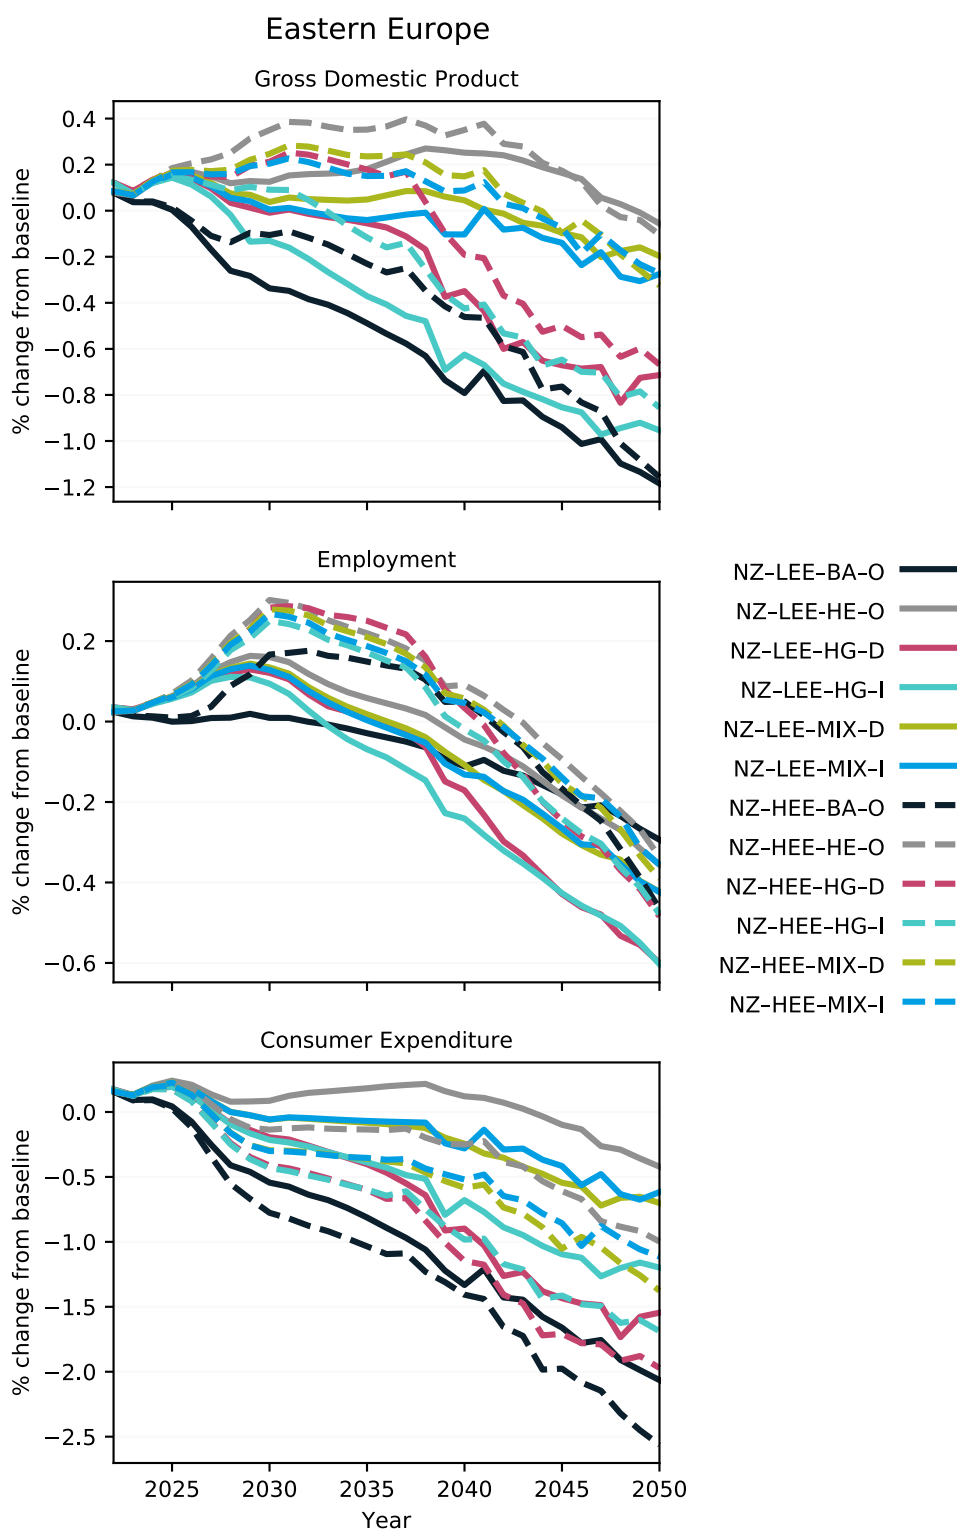 Eastern Europe
Gross Domestic Product
% change from baseline
0.4
0.2
0.0
−0.2
−0.4
−0.6
−0.8
−1.0
−1.2
Employment
% change from baseline
0.2
0.0
−0.2
−0.4
−0.6
NZ–LEE–BA–O
NZ–LEE–HE–O
NZ–LEE–HG–D
NZ–LEE–HG–I
NZ–LEE–MIX–D
NZ–LEE–MIX–I
NZ–HEE–BA–O
NZ–HEE–HE–O
NZ–HEE–HG–D
NZ–HEE–HG–I
NZ–HEE–MIX–D
NZ–HEE–MIX–I
Consumer Expenditure
% change from baseline
0.0
−0.5
−1.0
−1.5
−2.0
−2.5
2025 2030 2035 2040 2045 2050
Year